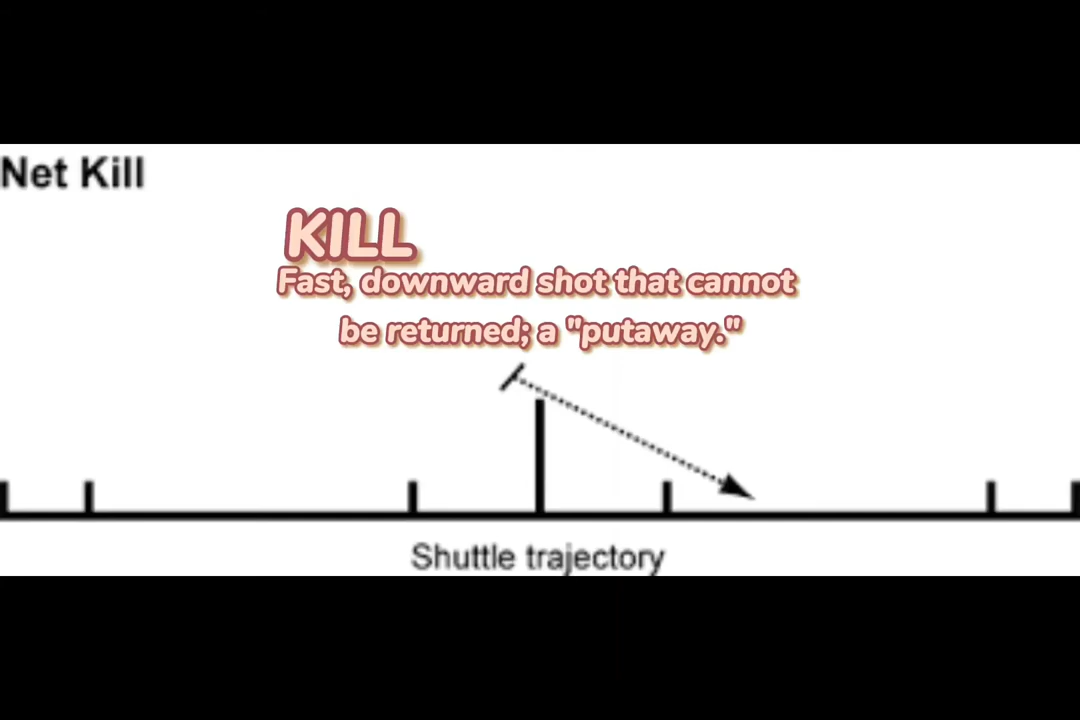 Net Kill
KILL
Fast, downward shot that cannot
be returned; a "putaway."
Shuttle trajectory